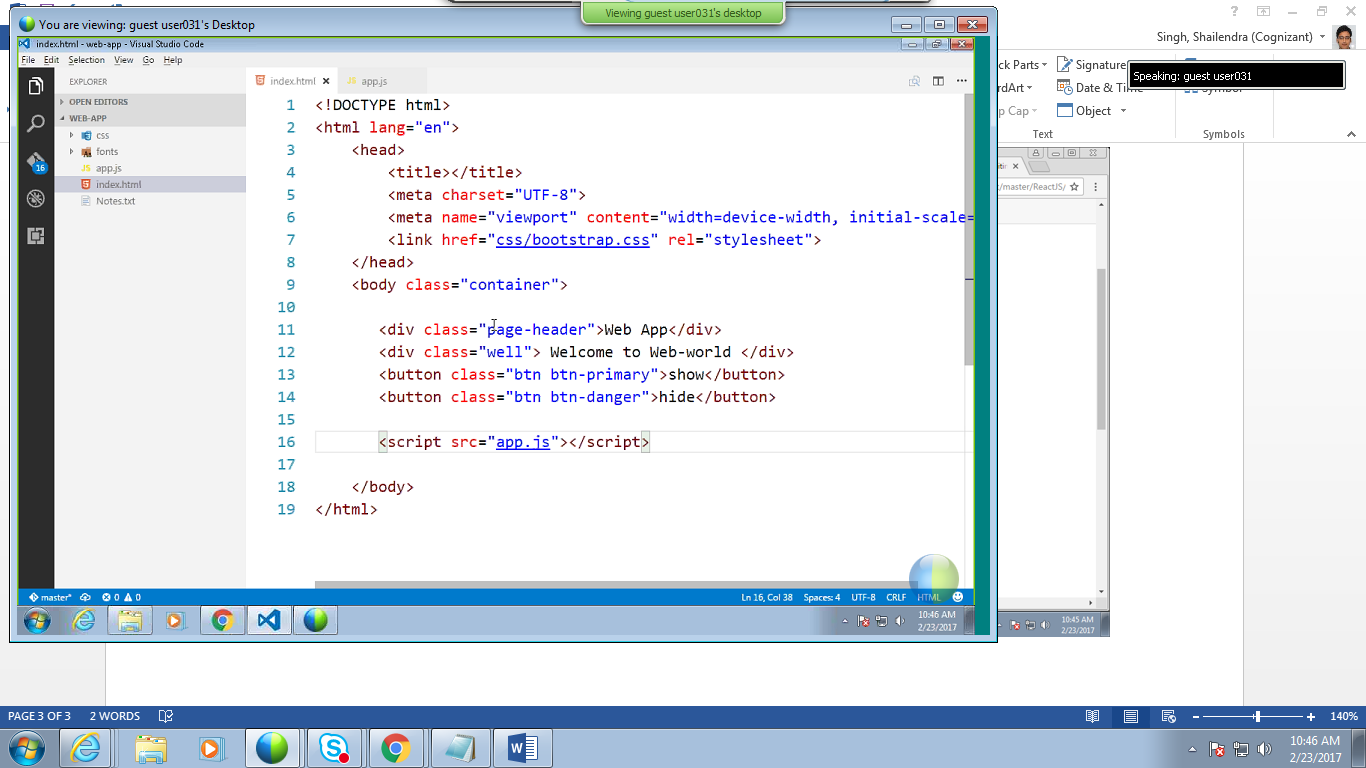 You are viewing: guest user031's Desktop
Viewing guest user031's desktop
Singh, Shailendra (Cognizant)
Speaking: guest user031
ck Parts
Signature
rdArt
Date & Time
Symbol
p Cap
Object
Text
Symbols
index.html - web-app - Visual Studio Code
File Edit Selection View Go Help
EXPLORER
OPEN EDITORS
WEB-APP
css
fonts
app.js
index.html
Notes.txt
16
index.html
app.js
1 <!DOCTYPE html>
2 <html lang="en">
3 <head>
4 <title></title>
5 <meta charset="UTF-8">
6 <meta name="viewport" content="width=device-width, initial-scale=
7 <link href="css/bootstrap.css" rel="stylesheet">
8 </head>
9 <body class="container">
10
11 <div class="page-header">Web App</div>
12 <div class="well"> Welcome to Web-world </div>
13 <button class="btn btn-primary">show</button>
14 <button class="btn btn-danger">hide</button>
15
16 <script src="app.js"></script>
17
18 </body>
19 </html>
master*
0 0
Ln 16, Col 38 Spaces: 4 UTF-8 CRLF HTML
10:46 AM
2/23/2017
/master/ReactJS/
10:45 AM
2/23/2017
PAGE 3 OF 3 2 WORDS
140%
10:46 AM
2/23/2017